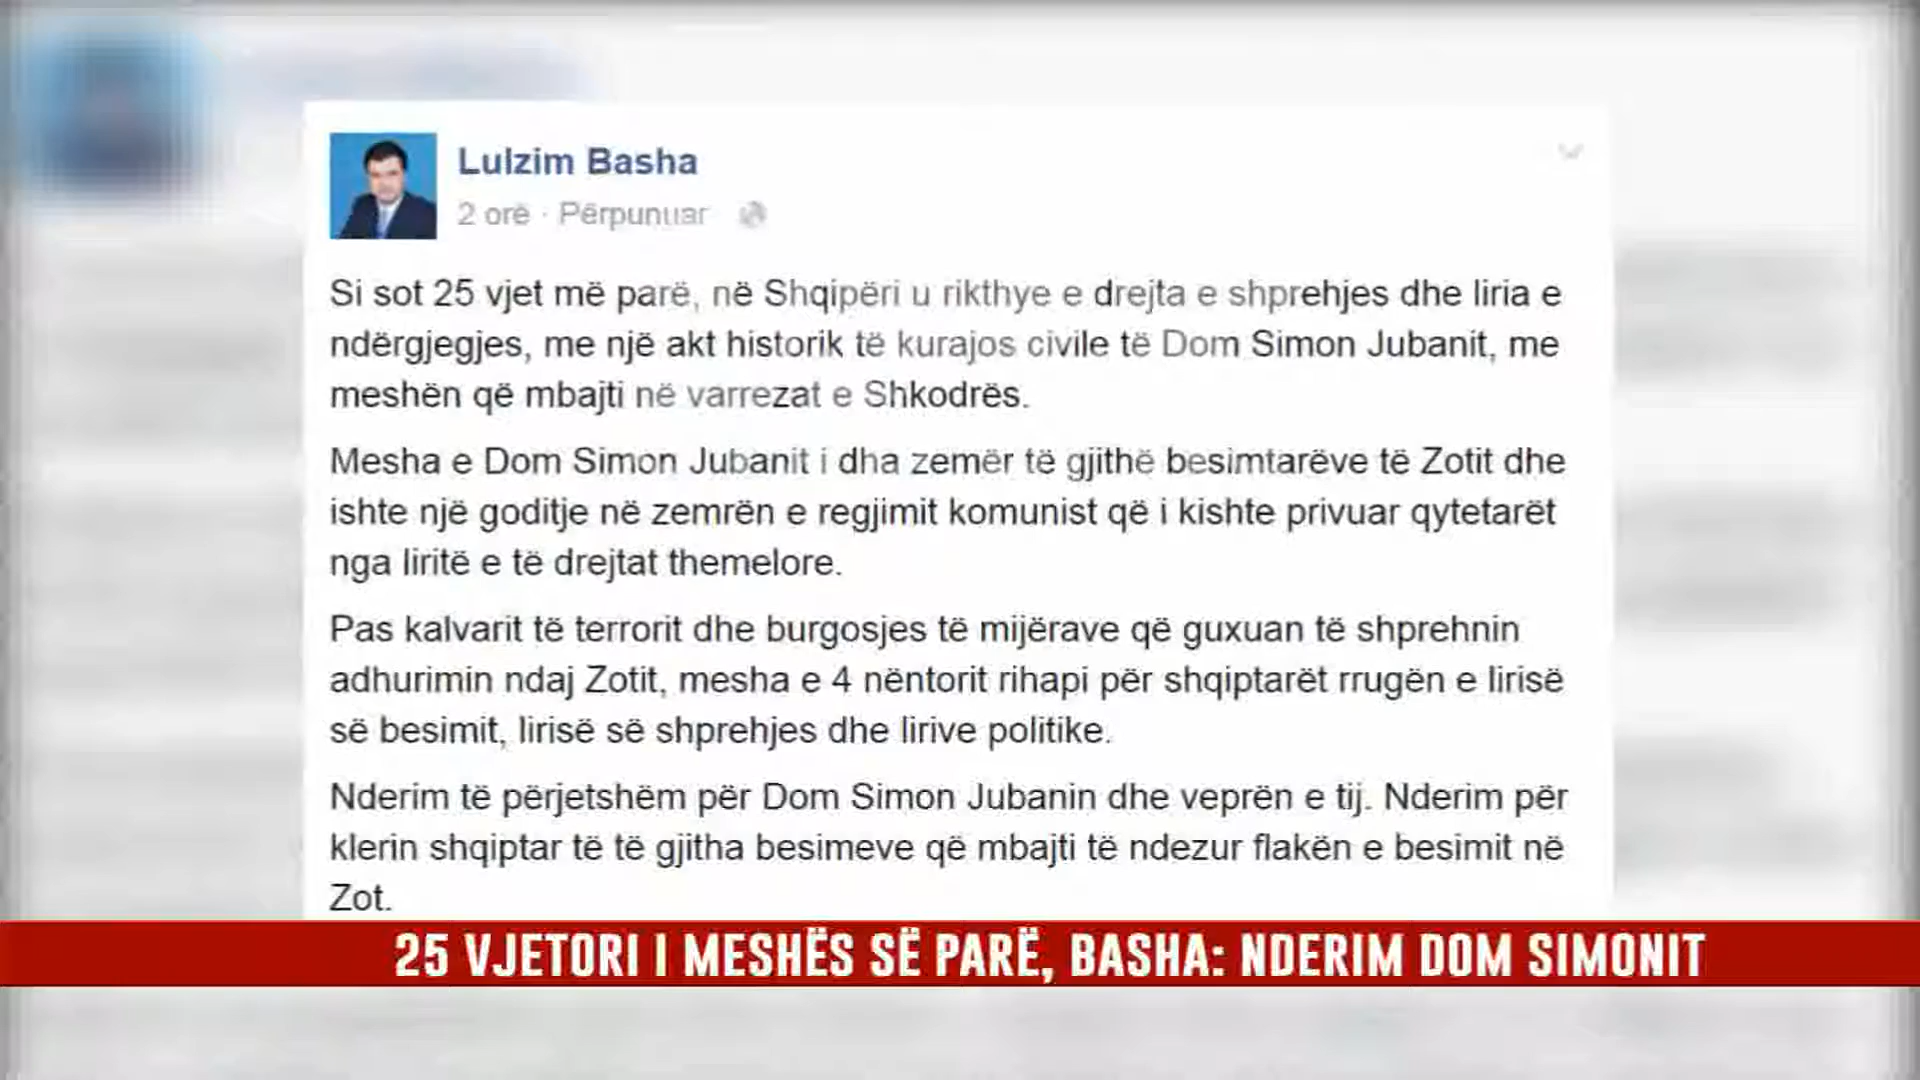 Lulzim Basha
2 orë · Përpunuar
Si sot 25 vjet më parë, në Shqipëri u rikthye e drejta e shprehjes dhe liria e
ndërgjegjes, me një akt historik të kurajos civile të Dom Simon Jubanit, me
meshën që mbajti në varrezat e Shkodrës.
Mesha e Dom Simon Jubanit i dha zemër të gjithë besimtarëve të Zotit dhe
ishte një goditje në zemrën e regjimit komunist që i kishte privuar qytetarët
nga liritë e të drejtat themelore.
Pas kalvarit të terrorit dhe burgosjes të mijërave që guxuan të shprehnin
adhurimin ndaj Zotit, mesha e 4 nëntorit rihapi për shqiptarët rrugën e lirisë
së besimit, lirisë së shprehjes dhe lirive politike.
Nderim të përjetshëm për Dom Simon Jubanin dhe veprën e tij. Nderim për
klerin shqiptar të të gjitha besimeve që mbajti të ndezur flakën e besimit në
Zot.
25 VJETORI I MESHËS SË PARË, BASHA: NDERIM DOM SIMONIT